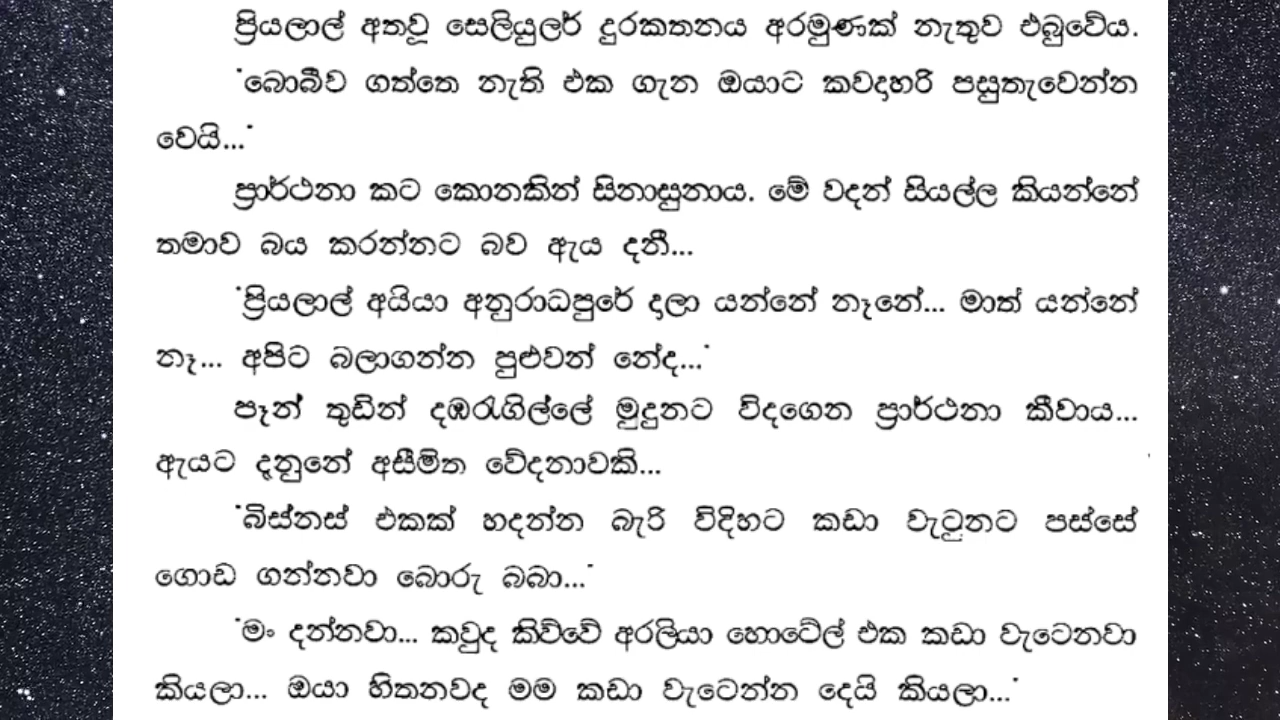 ප්‍රියලාල් අතවූ සෙලියුලර් දුරකතනය අරමුණක් නැතුව එබුවේය.
'බොබීව ගත්තෙ නැති එක ගැන ඔයාට කවදාහරි පසුතැවෙන්න
වෙයි...'
ප්‍රාර්ථනා කට කොනකින් සිනාසුනාය. මේ වදන් සියල්ල කියන්නේ
තමාව බය කරන්නට බව ඇය දනී...
'ප්‍රියලාල් අයියා අනුරාධපුරේ දාලා යන්නේ නෑනේ... මාත් යන්නේ
නෑ... අපිට බලාගන්න පුළුවන් නේද...'
පෑන් තුඩින් දඹරැගිල්ලේ මුදුනට විදගෙන ප්‍රාර්ථනා කීවාය...
ඇයට දැනුනේ අසීමිත වේදනාවකි...
'බිස්නස් එකක් හදන්න බැරි විදිහට කඩා වැටුනට පස්සේ
ගොඩ ගන්නවා බොරු බබා...'
'මං දන්නවා... කවුද කිව්වේ අරලියා හොටේල් එක කඩා වැටෙනවා
කියලා... ඔයා හිතනවද මම කඩා වැටෙන්න දෙයි කියලා...'